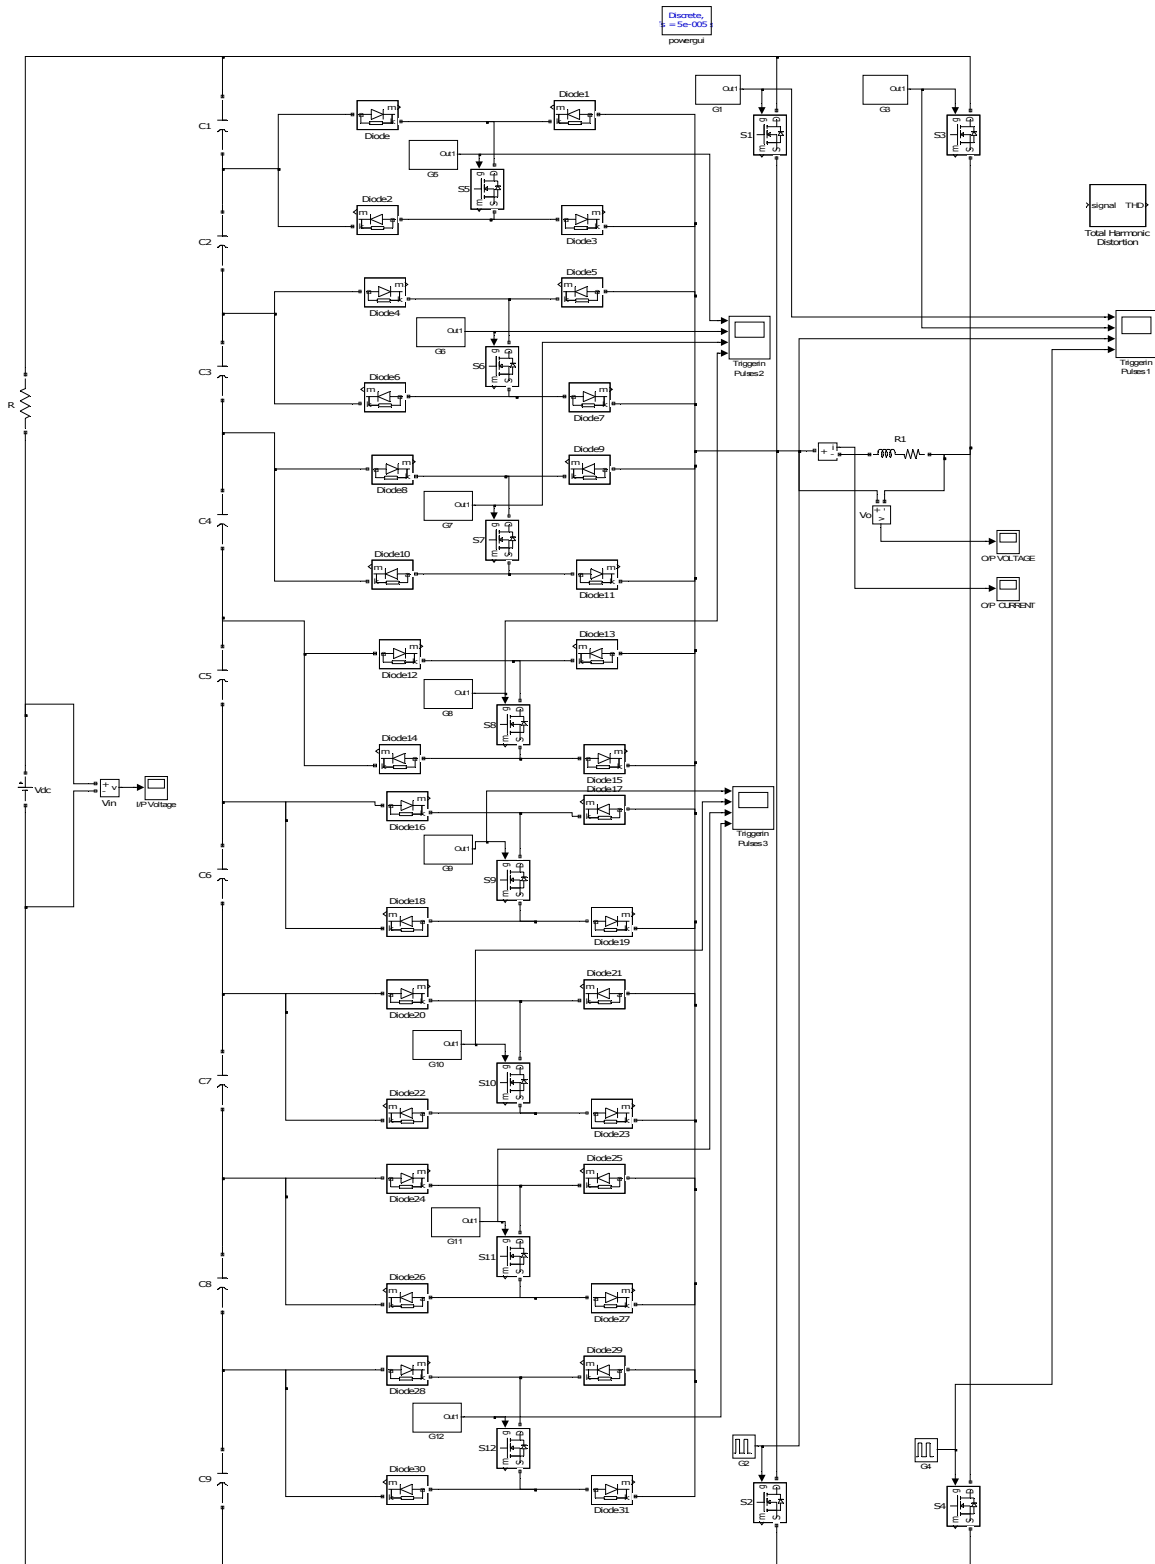 Discrete,
s = 5e-005 s
powergui
Out1
G1
Out1
G3
C1
m
a
k
Diode
Diode1
m
a
k
S1
g
D
m
S
S3
g
D
m
S
Out1
G5
S5
g
D
m
S
Diode2
m
a
k
m
a
k
Diode3
signal THD
Total Harmonic
Distortion
C2
m
a
k
Diode4
Diode5
m
a
k
Out1
G6
S6
g
D
m
S
Triggerin
Pulses2
Triggerin
Pulses1
C3
Diode6
m
a
k
m
a
k
Diode7
R
R1
i
+
-
m
a
k
Diode8
Diode9
m
a
k
Out1
G7
S7
g
D
m
S
C4
Vo
+
-
v
O/P VOLTAGE
Diode10
m
a
k
m
a
k
Diode11
O/P CURRENT
m
a
k
Diode12
Diode13
m
a
k
C5
Out1
G8
S8
g
D
m
S
Diode14
m
a
k
m
a
k
Diode15
Vdc
+
-
v
Vin
I/P Voltage
m
a
k
Diode16
Diode17
m
a
k
Triggerin
Pulses3
Out1
G9
S9
g
D
m
S
C6
Diode18
m
a
k
m
a
k
Diode19
m
a
k
Diode20
Diode21
m
a
k
Out1
G10
S10
g
D
m
S
C7
Diode22
m
a
k
m
a
k
Diode23
m
a
k
Diode24
Diode25
m
a
k
Out1
G11
S11
g
D
m
S
C8
Diode26
m
a
k
m
a
k
Diode27
m
a
k
Diode28
Diode29
m
a
k
Out1
G12
S12
g
D
m
S
G2
G4
C9
Diode30
m
a
k
m
a
k
Diode31
S2
g
D
m
S
S4
g
D
m
S